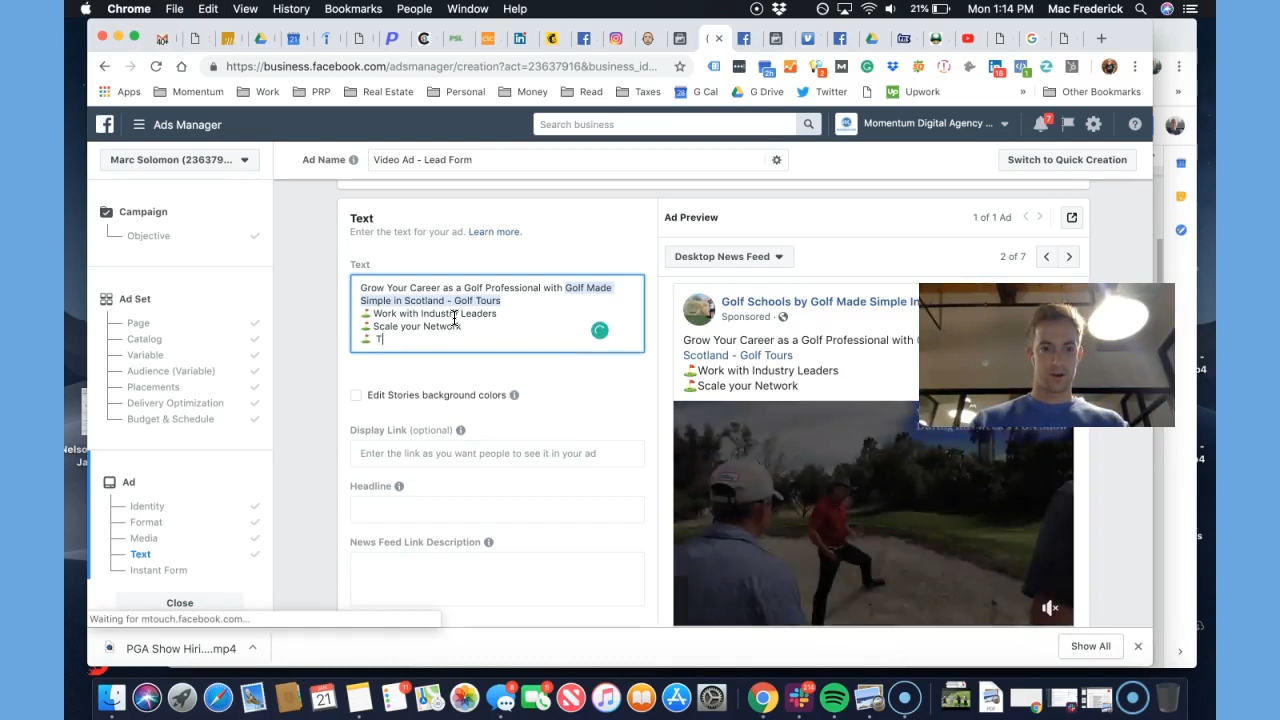 Chrome File Edit View History Bookmarks People Window Help 21% Mon 1:14 PM Mac Frederick
https://business.facebook.com/adsmanager/creation?act=23637916&business_id...
Apps Momentum Work PRP Real Estate Personal Money Read Taxes G Cal G Drive Twitter Upwork » Other Bookmarks »
Ads Manager Search business Momentum Digital Agency ... 7
Marc Solomon (236379... Ad Name Video Ad - Lead Form Switch to Quick Creation
Campaign
Objective
Ad Set
Page
Catalog
Variable
Audience (Variable)
Placements
Delivery Optimization
Budget & Schedule
Ad
Identity
Format
Media
Text
Instant Form
Close
Waiting for mtouch.facebook.com...
Text
Enter the text for your ad. Learn more.
Text
Grow Your Career as a Golf Professional with Golf Made
Simple in Scotland - Golf Tours
⛳ Work with Industry Leaders
⛳ Scale your Network
⛳ T
Edit Stories background colors
Display Link (optional)
Enter the link as you want people to see it in your ad
Headline
News Feed Link Description
Ad Preview 1 of 1 Ad
Desktop News Feed 2 of 7
Golf Schools by Golf Made Simple In
Sponsored ·
Grow Your Career as a Golf Professional with
Scotland - Golf Tours
⛳Work with Industry Leaders
⛳Scale your Network
PGA Show Hiri....mp4 Show All